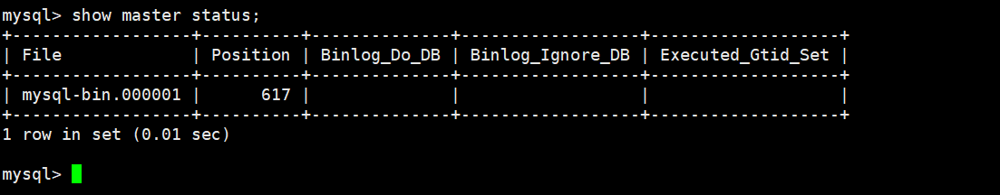 mysql> show master status;
+------------------+----------+--------------+------------------+-------------------+
| File             | Position | Binlog_Do_DB | Binlog_Ignore_DB | Executed_Gtid_Set |
+------------------+----------+--------------+------------------+-------------------+
| mysql-bin.000001 |      617 |              |                  |                   |
+------------------+----------+--------------+------------------+-------------------+
1 row in set (0.01 sec)
mysql>